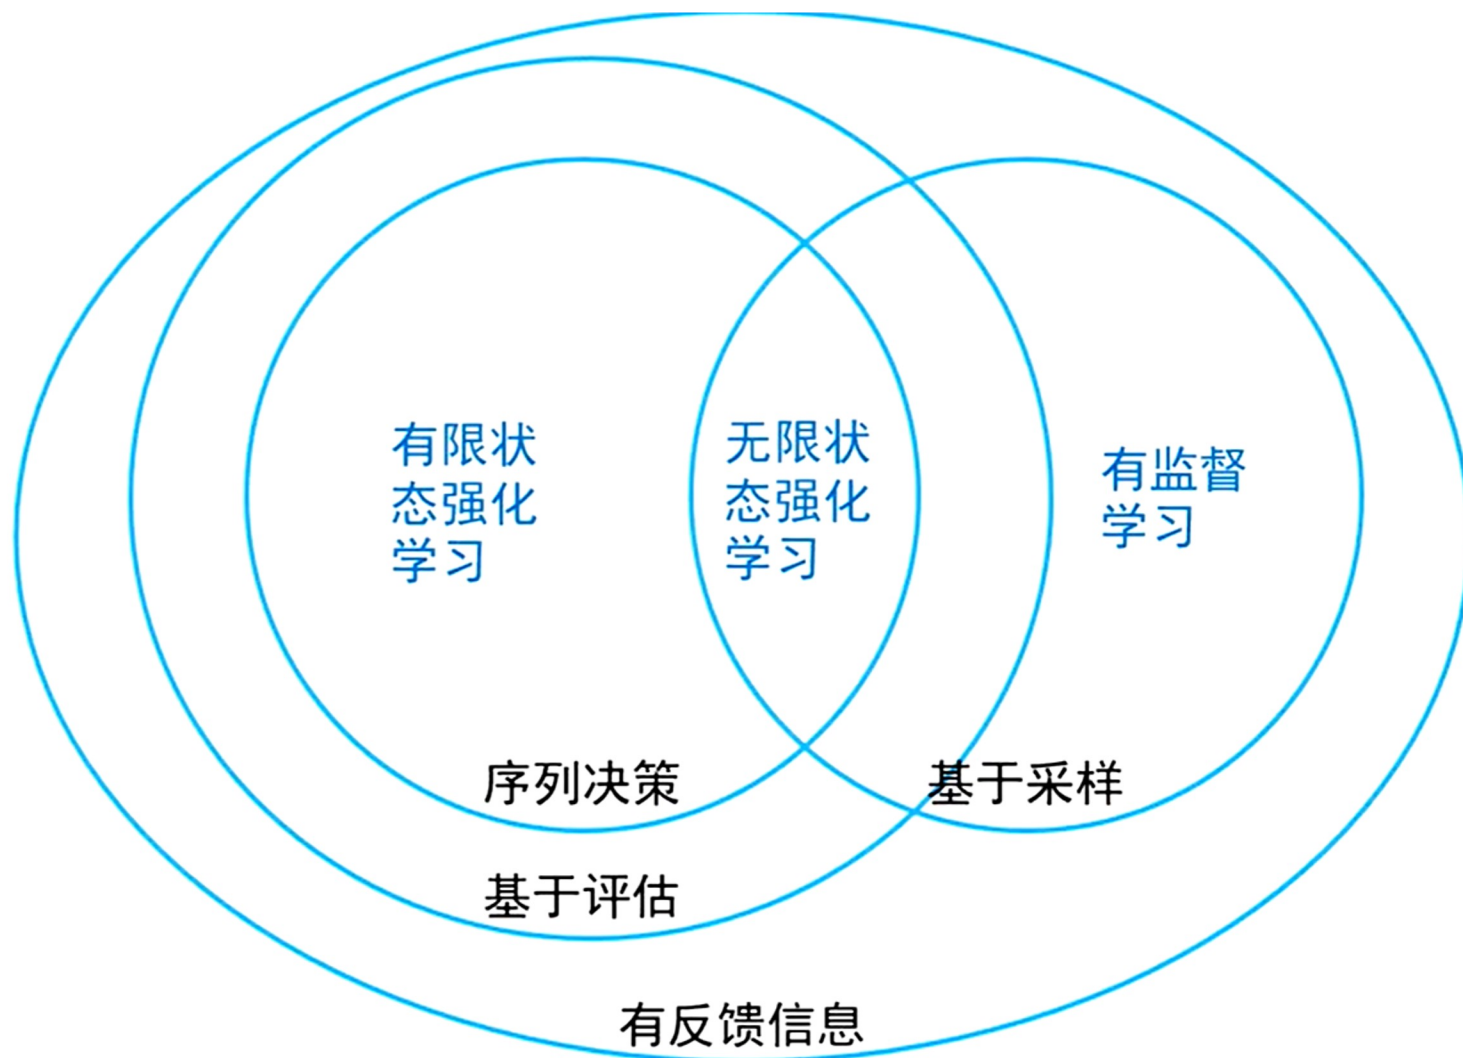 有限状
态强化
学习
无限状
态强化
学习
有监督
学习
序列决策
基于采样
基于评估
有反馈信息